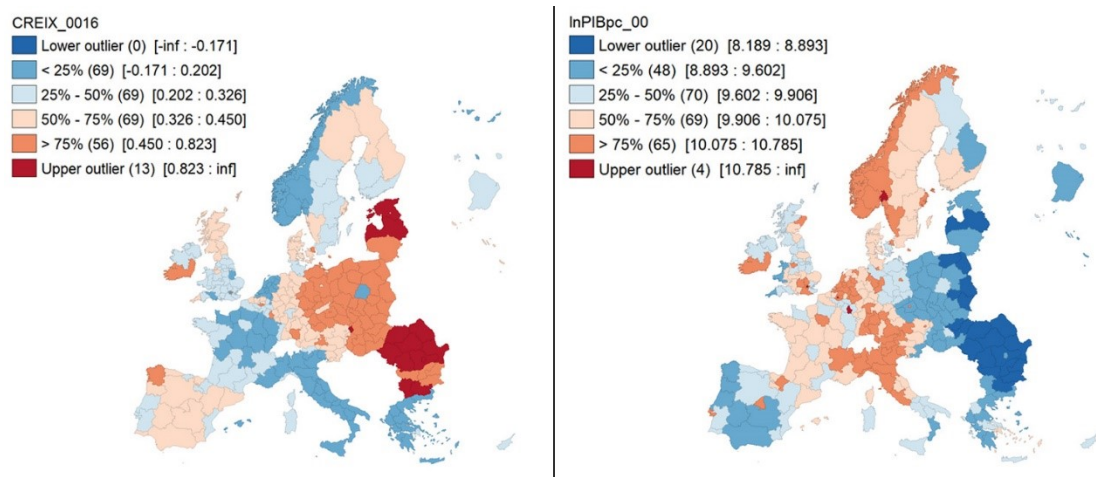 CREIX_0016
Lower outlier (0) [-inf : -0.171]
< 25% (69) [-0.171 : 0.202]
25% - 50% (69) [0.202 : 0.326]
50% - 75% (69) [0.326 : 0.450]
> 75% (56) [0.450 : 0.823]
Upper outlier (13) [0.823 : inf]
lnPIBpc_00
Lower outlier (20) [8.189 : 8.893]
< 25% (48) [8.893 : 9.602]
25% - 50% (70) [9.602 : 9.906]
50% - 75% (69) [9.906 : 10.075]
> 75% (65) [10.075 : 10.785]
Upper outlier (4) [10.785 : inf]